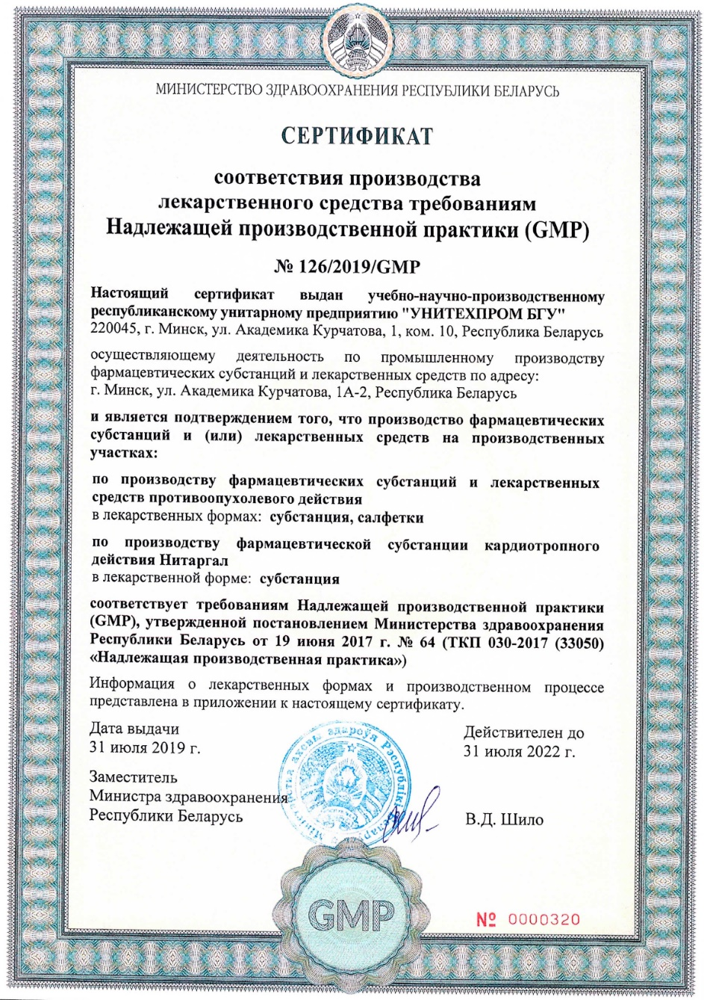 МИНИСТЕРСТВО ЗДРАВООХРАНЕНИЯ РЕСПУБЛИКИ БЕЛАРУСЬ
СЕРТИФИКАТ
соответствия производства
лекарственного средства требованиям
Надлежащей производственной практики (GMP)
№ 126/2019/GMP
Настоящий сертификат выдан учебно-научно-производственному
республиканскому унитарному предприятию "УНИТЕХПРОМ БГУ"
220045, г. Минск, ул. Академика Курчатова, 1, ком. 10, Республика Беларусь
осуществляющему деятельность по промышленному производству
фармацевтических субстанций и лекарственных средств по адресу:
г. Минск, ул. Академика Курчатова, 1А-2, Республика Беларусь
и является подтверждением того, что производство фармацевтических
субстанций и (или) лекарственных средств на производственных
участках:
по производству фармацевтических субстанций и лекарственных
средств противоопухолевого действия
в лекарственных формах: субстанция, салфетки
по производству фармацевтической субстанции кардиотропного
действия Нитаргал
в лекарственной форме: субстанция
соответствует требованиям Надлежащей производственной практики
(GMP), утвержденной постановлением Министерства здравоохранения
Республики Беларусь от 19 июня 2017 г. № 64 (ТКП 030-2017 (33050)
«Надлежащая производственная практика»)
Информация о лекарственных формах и производственном процессе
представлена в приложении к настоящему сертификату.
Дата выдачи
31 июля 2019 г.
Действителен до
31 июля 2022 г.
Заместитель
Министра здравоохранения
Республики Беларусь
В.Д. Шило
аховы здароўя Рэспублікі
GMP
№ 0000320